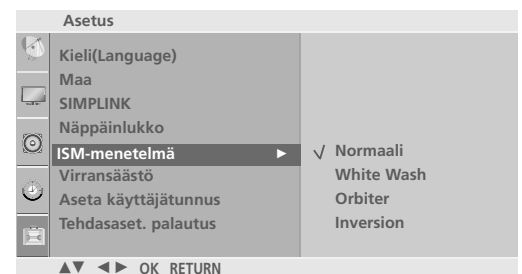 Asetus
Kieli(Language)
Maa
SIMPLINK
Näppäinlukko
ISM-menetelmä ►
Virransäästö
Aseta käyttäjätunnus
Tehdasaset. palautus
√ Normaali
White Wash
Orbiter
Inversion
▲▼ ◄► OK RETURN